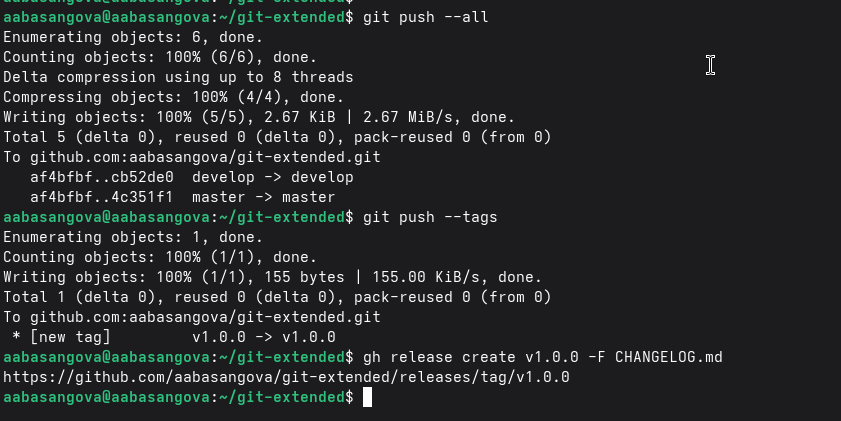 aabasangova@aabasangova:~/git-extended$ git push --all
Enumerating objects: 6, done.
Counting objects: 100% (6/6), done.
Delta compression using up to 8 threads
Compressing objects: 100% (4/4), done.
Writing objects: 100% (5/5), 2.67 KiB | 2.67 MiB/s, done.
Total 5 (delta 0), reused 0 (delta 0), pack-reused 0 (from 0)
To github.com:aabasangova/git-extended.git
   af4bfbf..cb52de0  develop -> develop
   af4bfbf..4c351f1  master -> master
aabasangova@aabasangova:~/git-extended$ git push --tags
Enumerating objects: 1, done.
Counting objects: 100% (1/1), done.
Writing objects: 100% (1/1), 155 bytes | 155.00 KiB/s, done.
Total 1 (delta 0), reused 0 (delta 0), pack-reused 0 (from 0)
To github.com:aabasangova/git-extended.git
 * [new tag]         v1.0.0 -> v1.0.0
aabasangova@aabasangova:~/git-extended$ gh release create v1.0.0 -F CHANGELOG.md
https://github.com/aabasangova/git-extended/releases/tag/v1.0.0
aabasangova@aabasangova:~/git-extended$